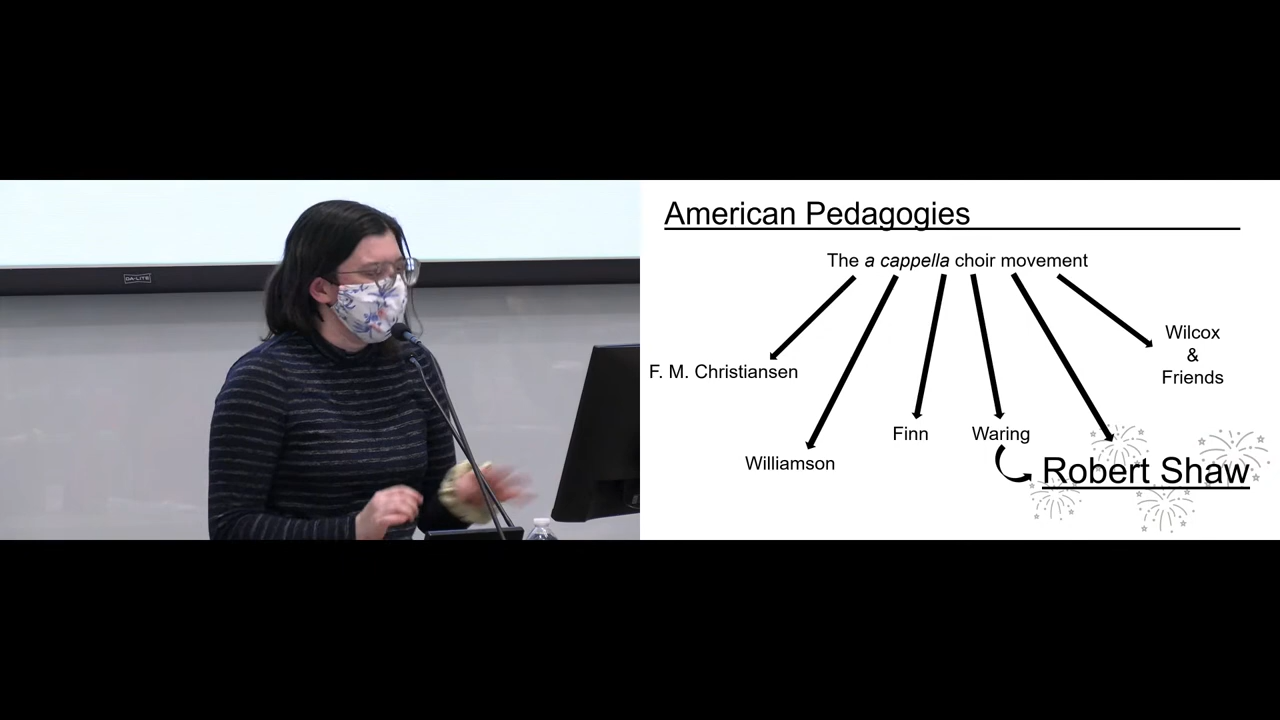 DA-LITE
American Pedagogies
The a cappella choir movement
Wilcox
&
Friends
F. M. Christiansen
Finn
Waring
Williamson
Robert Shaw